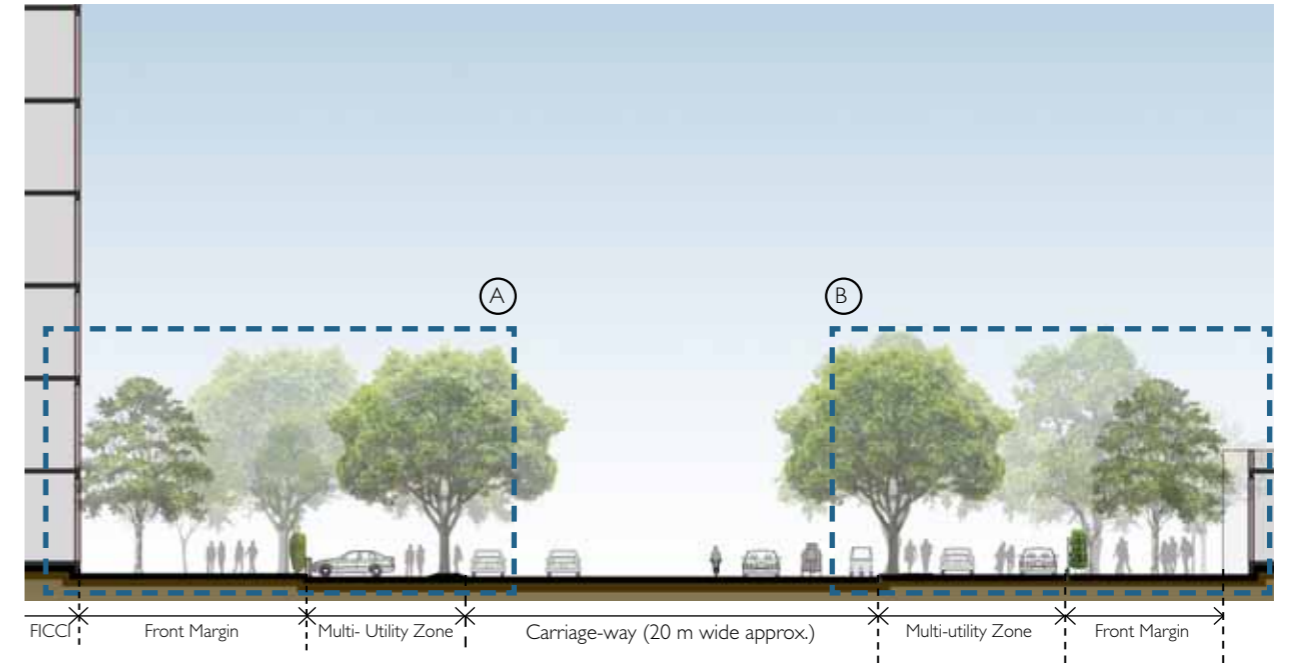 A
B
FICCI
Front Margin
Multi- Utility Zone
Carriage-way (20 m wide approx.)
Multi-utility Zone
Front Margin